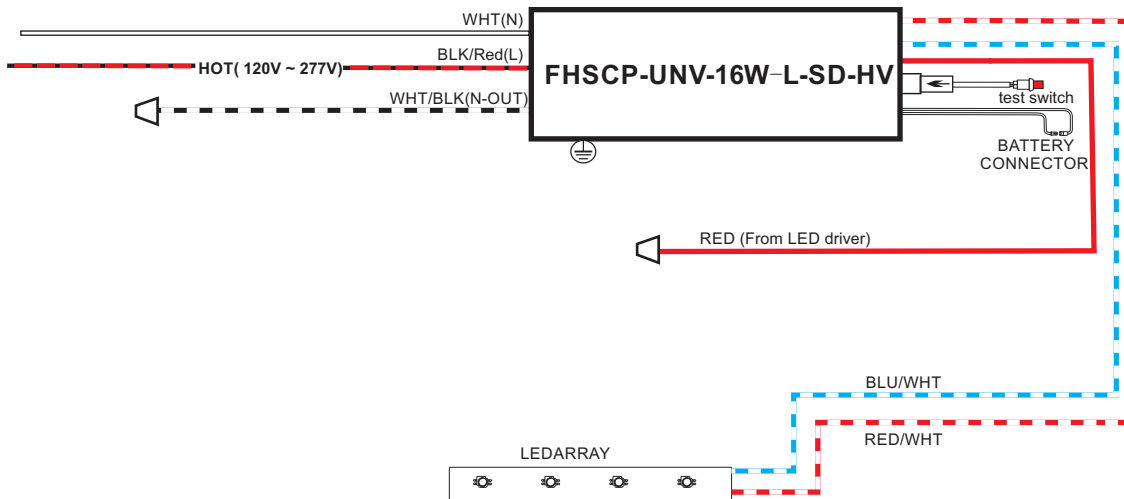 WHT(N)
BLK/Red(L)
HOT( 120V ~ 277V)
WHT/BLK(N-OUT)
FHSCP-UNV-16W-L-SD-HV
test switch
BATTERY
CONNECTOR
RED (From LED driver)
BLU/WHT
RED/WHT
LEDARRAY